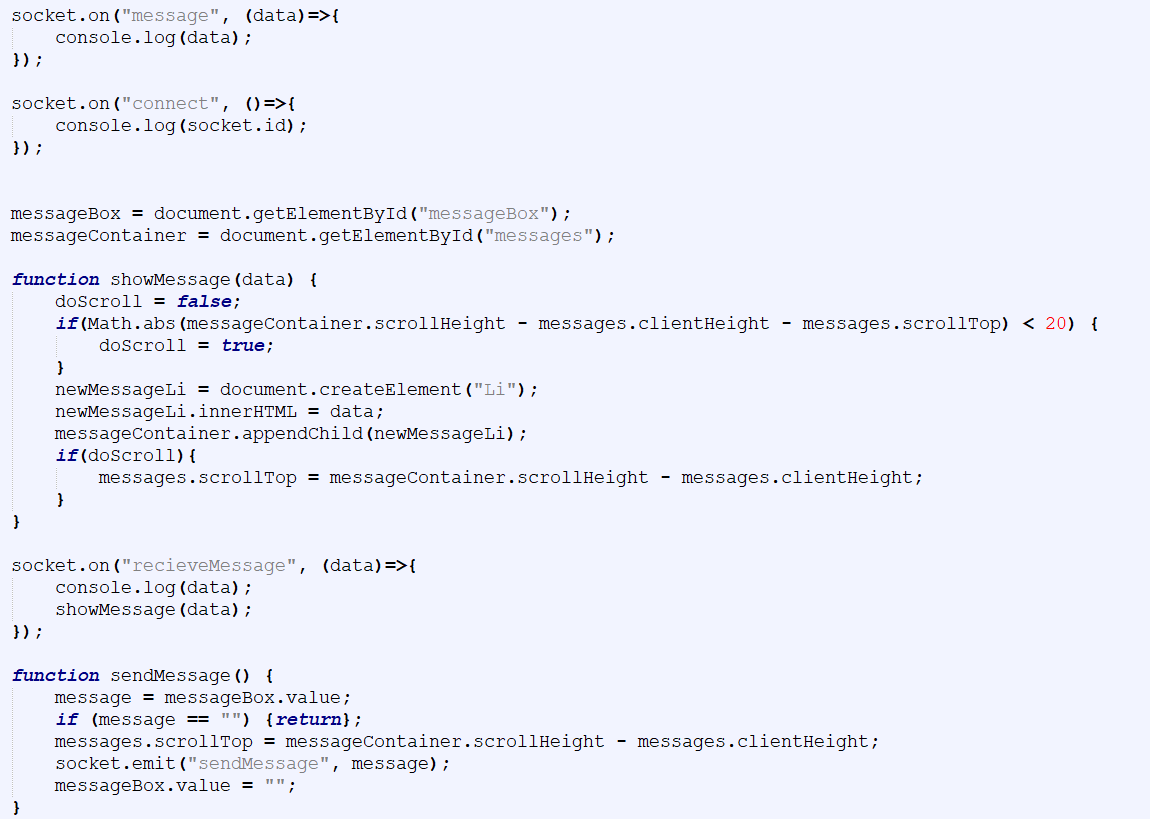 socket.on("message", (data)=>{
    console.log(data);
});

socket.on("connect", ()=>{
    console.log(socket.id);
});


messageBox = document.getElementById("messageBox");
messageContainer = document.getElementById("messages");

function showMessage(data) {
    doScroll = false;
    if(Math.abs(messageContainer.scrollHeight - messages.clientHeight - messages.scrollTop) < 20) {
        doScroll = true;
    }
    newMessageLi = document.createElement("Li");
    newMessageLi.innerHTML = data;
    messageContainer.appendChild(newMessageLi);
    if(doScroll){
        messages.scrollTop = messageContainer.scrollHeight - messages.clientHeight;
    }
}

socket.on("recieveMessage", (data)=>{
    console.log(data);
    showMessage(data);
});

function sendMessage() {
    message = messageBox.value;
    if (message == "") {return};
    messages.scrollTop = messageContainer.scrollHeight - messages.clientHeight;
    socket.emit("sendMessage", message);
    messageBox.value = "";
}